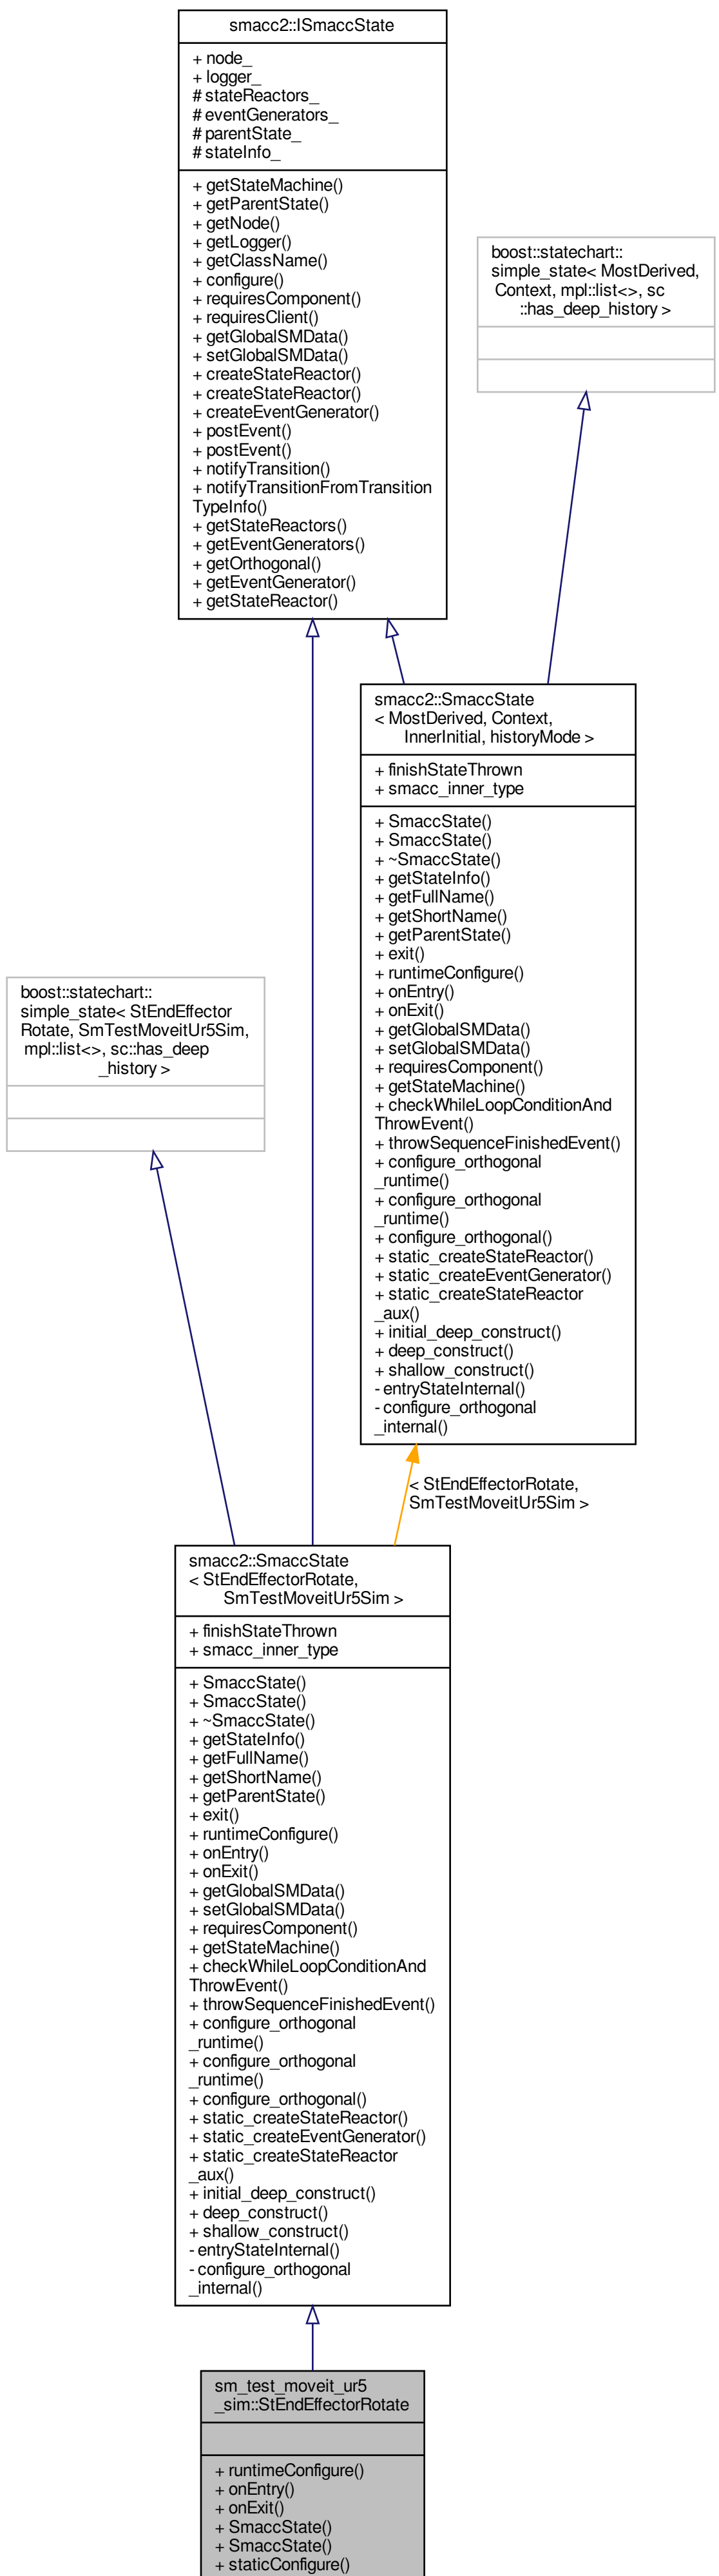 smacc2::ISmaccState
+ node_
+ logger_
# stateReactors_
# eventGenerators_
# parentState_
# stateInfo_
+ getStateMachine()
+ getParentState()
+ getNode()
+ getLogger()
+ getClassName()
+ configure()
+ requiresComponent()
+ requiresClient()
+ getGlobalSMData()
+ setGlobalSMData()
+ createStateReactor()
+ createStateReactor()
+ createEventGenerator()
+ postEvent()
+ postEvent()
+ notifyTransition()
+ notifyTransitionFromTransition
TypeInfo()
+ getStateReactors()
+ getEventGenerators()
+ getOrthogonal()
+ getEventGenerator()
+ getStateReactor()
boost::statechart::
simple_state< MostDerived,
Context, mpl::list<>, sc
::has_deep_history >
smacc2::SmaccState
< MostDerived, Context,
InnerInitial, historyMode >
+ finishStateThrown
+ smacc_inner_type
+ SmaccState()
+ SmaccState()
+ ~SmaccState()
+ getStateInfo()
+ getFullName()
+ getShortName()
+ getParentState()
+ exit()
+ runtimeConfigure()
+ onEntry()
+ onExit()
+ getGlobalSMData()
+ setGlobalSMData()
+ requiresComponent()
+ getStateMachine()
+ checkWhileLoopConditionAnd
ThrowEvent()
+ throwSequenceFinishedEvent()
+ configure_orthogonal
_runtime()
+ configure_orthogonal
_runtime()
+ configure_orthogonal()
+ static_createStateReactor()
+ static_createEventGenerator()
+ static_createStateReactor
_aux()
+ initial_deep_construct()
+ deep_construct()
+ shallow_construct()
- entryStateInternal()
- configure_orthogonal
_internal()
boost::statechart::
simple_state< StEndEffector
Rotate, SmTestMoveitUr5Sim,
mpl::list<>, sc::has_deep
_history >
< StEndEffectorRotate,
SmTestMoveitUr5Sim >
smacc2::SmaccState
< StEndEffectorRotate,
SmTestMoveitUr5Sim >
+ finishStateThrown
+ smacc_inner_type
+ SmaccState()
+ SmaccState()
+ ~SmaccState()
+ getStateInfo()
+ getFullName()
+ getShortName()
+ getParentState()
+ exit()
+ runtimeConfigure()
+ onEntry()
+ onExit()
+ getGlobalSMData()
+ setGlobalSMData()
+ requiresComponent()
+ getStateMachine()
+ checkWhileLoopConditionAnd
ThrowEvent()
+ throwSequenceFinishedEvent()
+ configure_orthogonal
_runtime()
+ configure_orthogonal
_runtime()
+ configure_orthogonal()
+ static_createStateReactor()
+ static_createEventGenerator()
+ static_createStateReactor
_aux()
+ initial_deep_construct()
+ deep_construct()
+ shallow_construct()
- entryStateInternal()
- configure_orthogonal
_internal()
sm_test_moveit_ur5
_sim::StEndEffectorRotate
+ runtimeConfigure()
+ onEntry()
+ onExit()
+ SmaccState()
+ SmaccState()
+ staticConfigure()